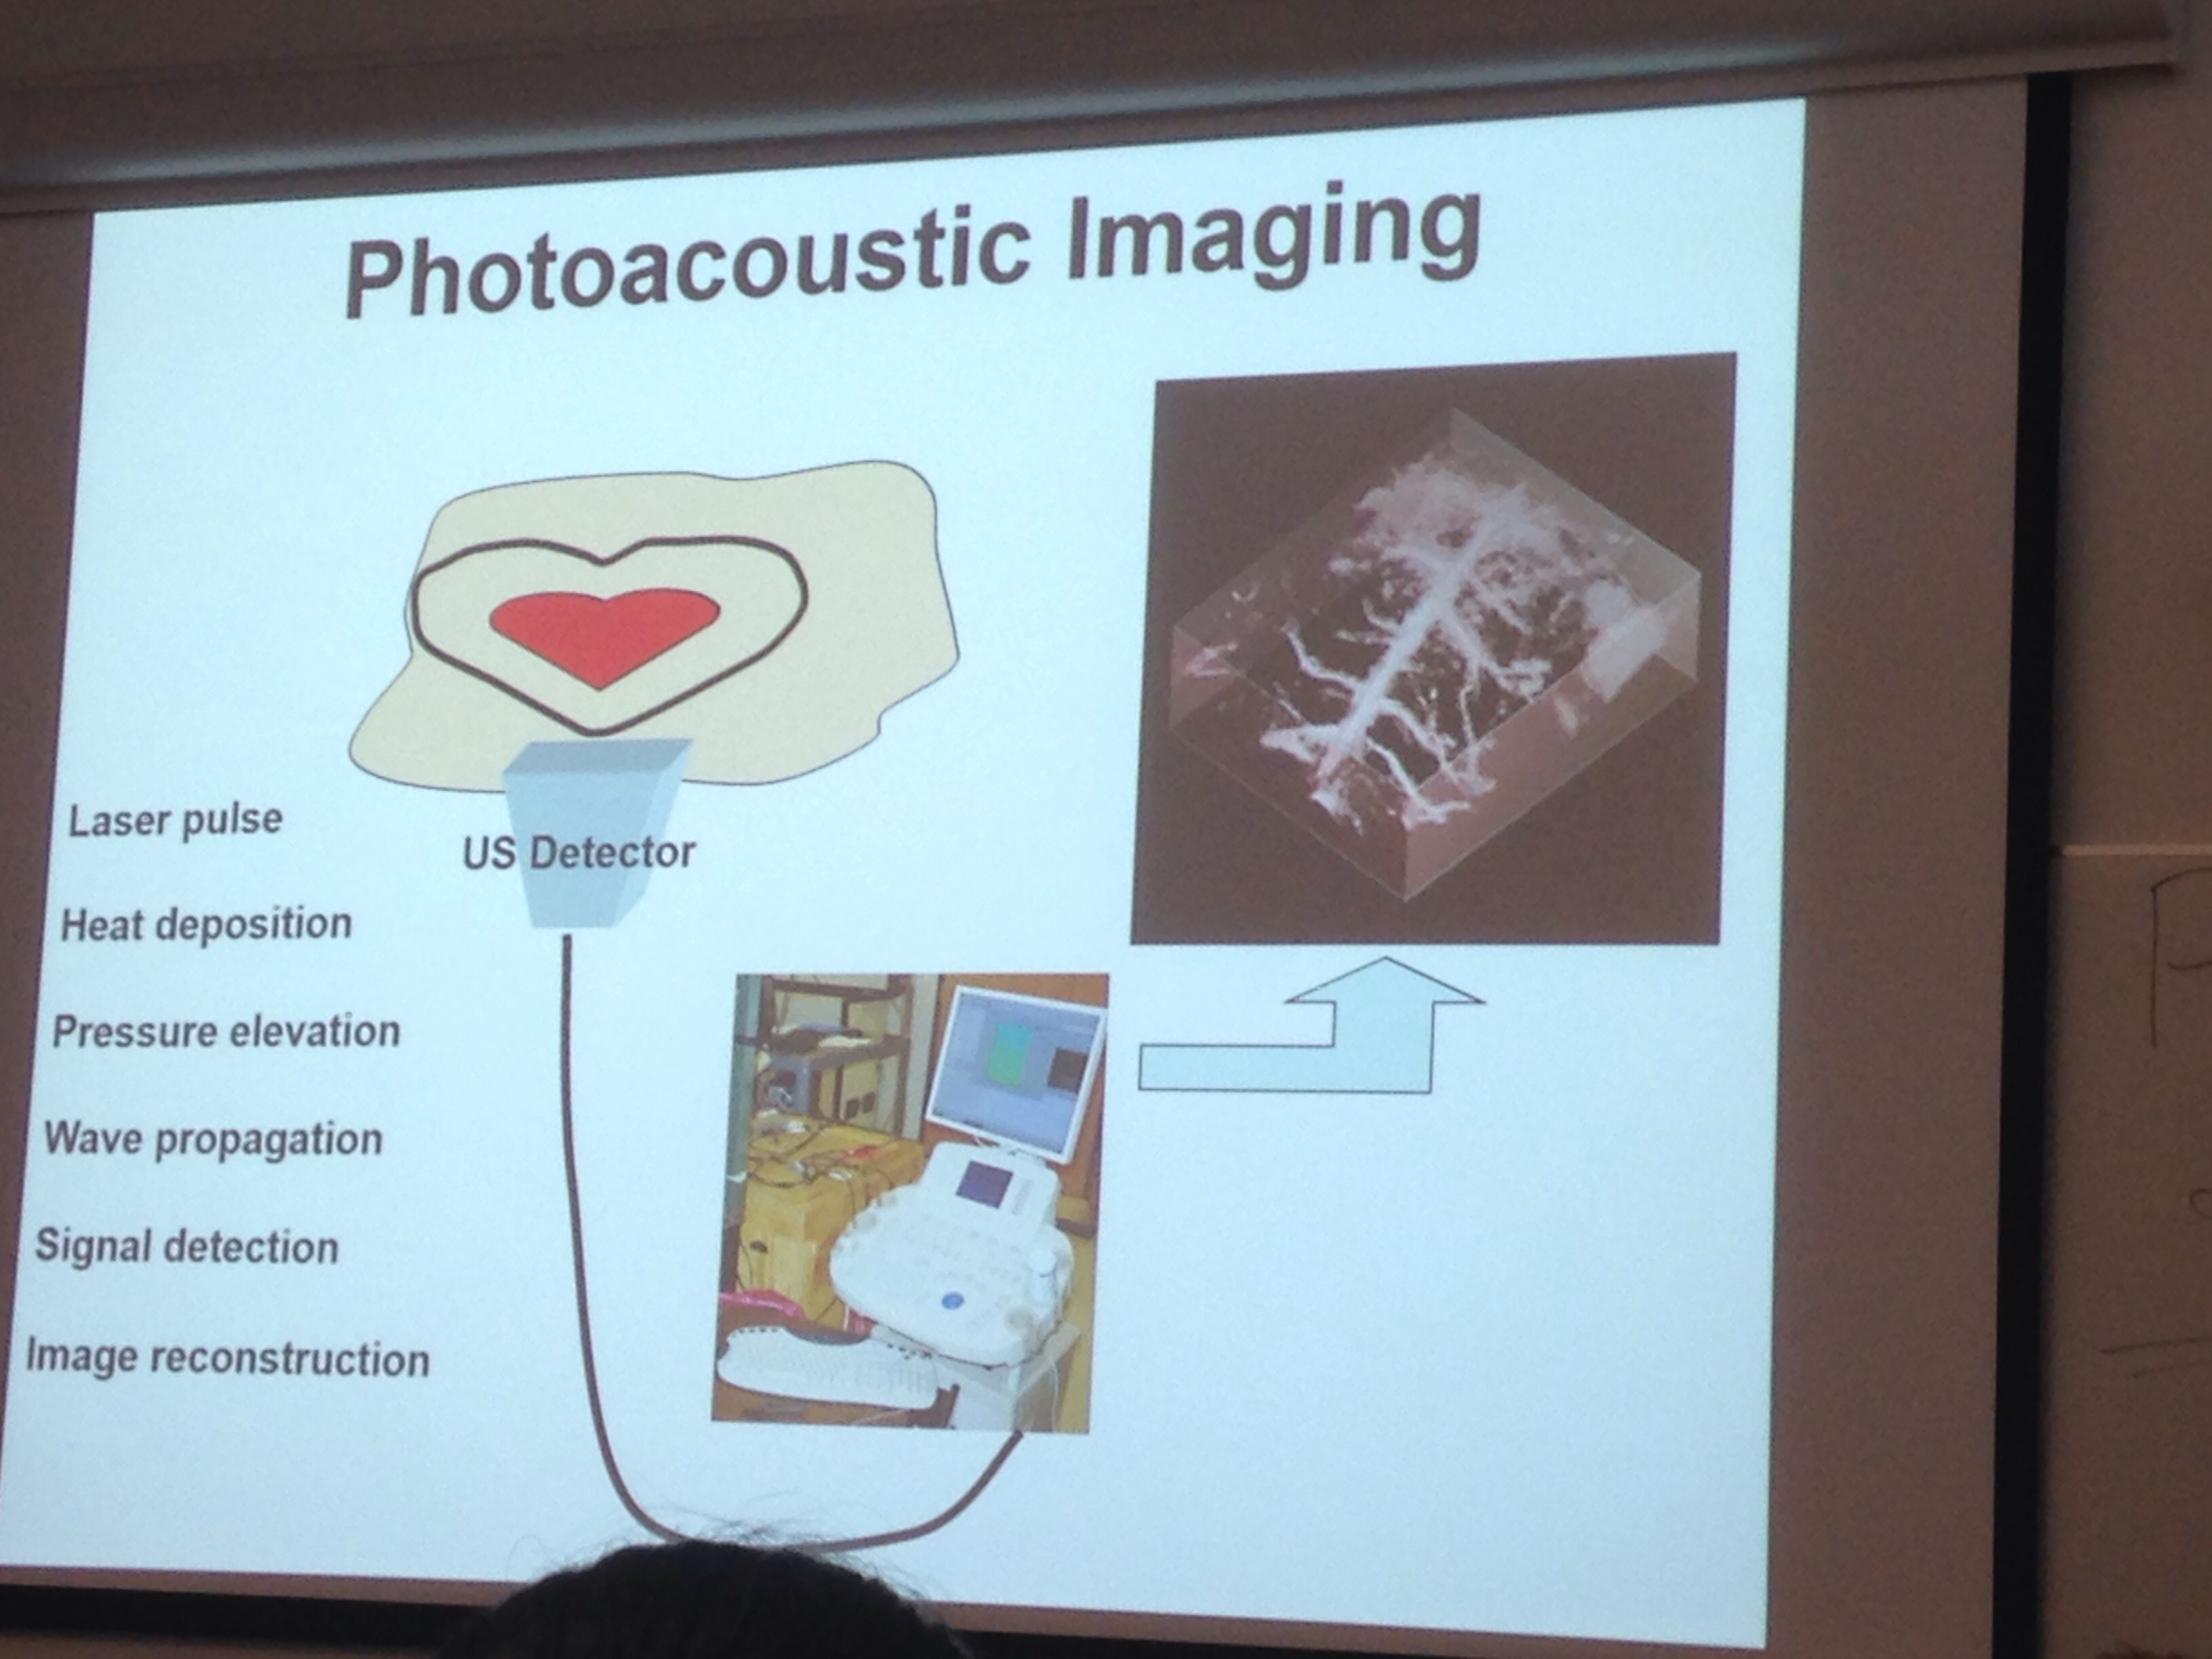 Photoacoustic Imaging
Laser pulse
US Detector
Heat deposition
Pressure elevation
Wave propagation
Signal detection
Image reconstruction